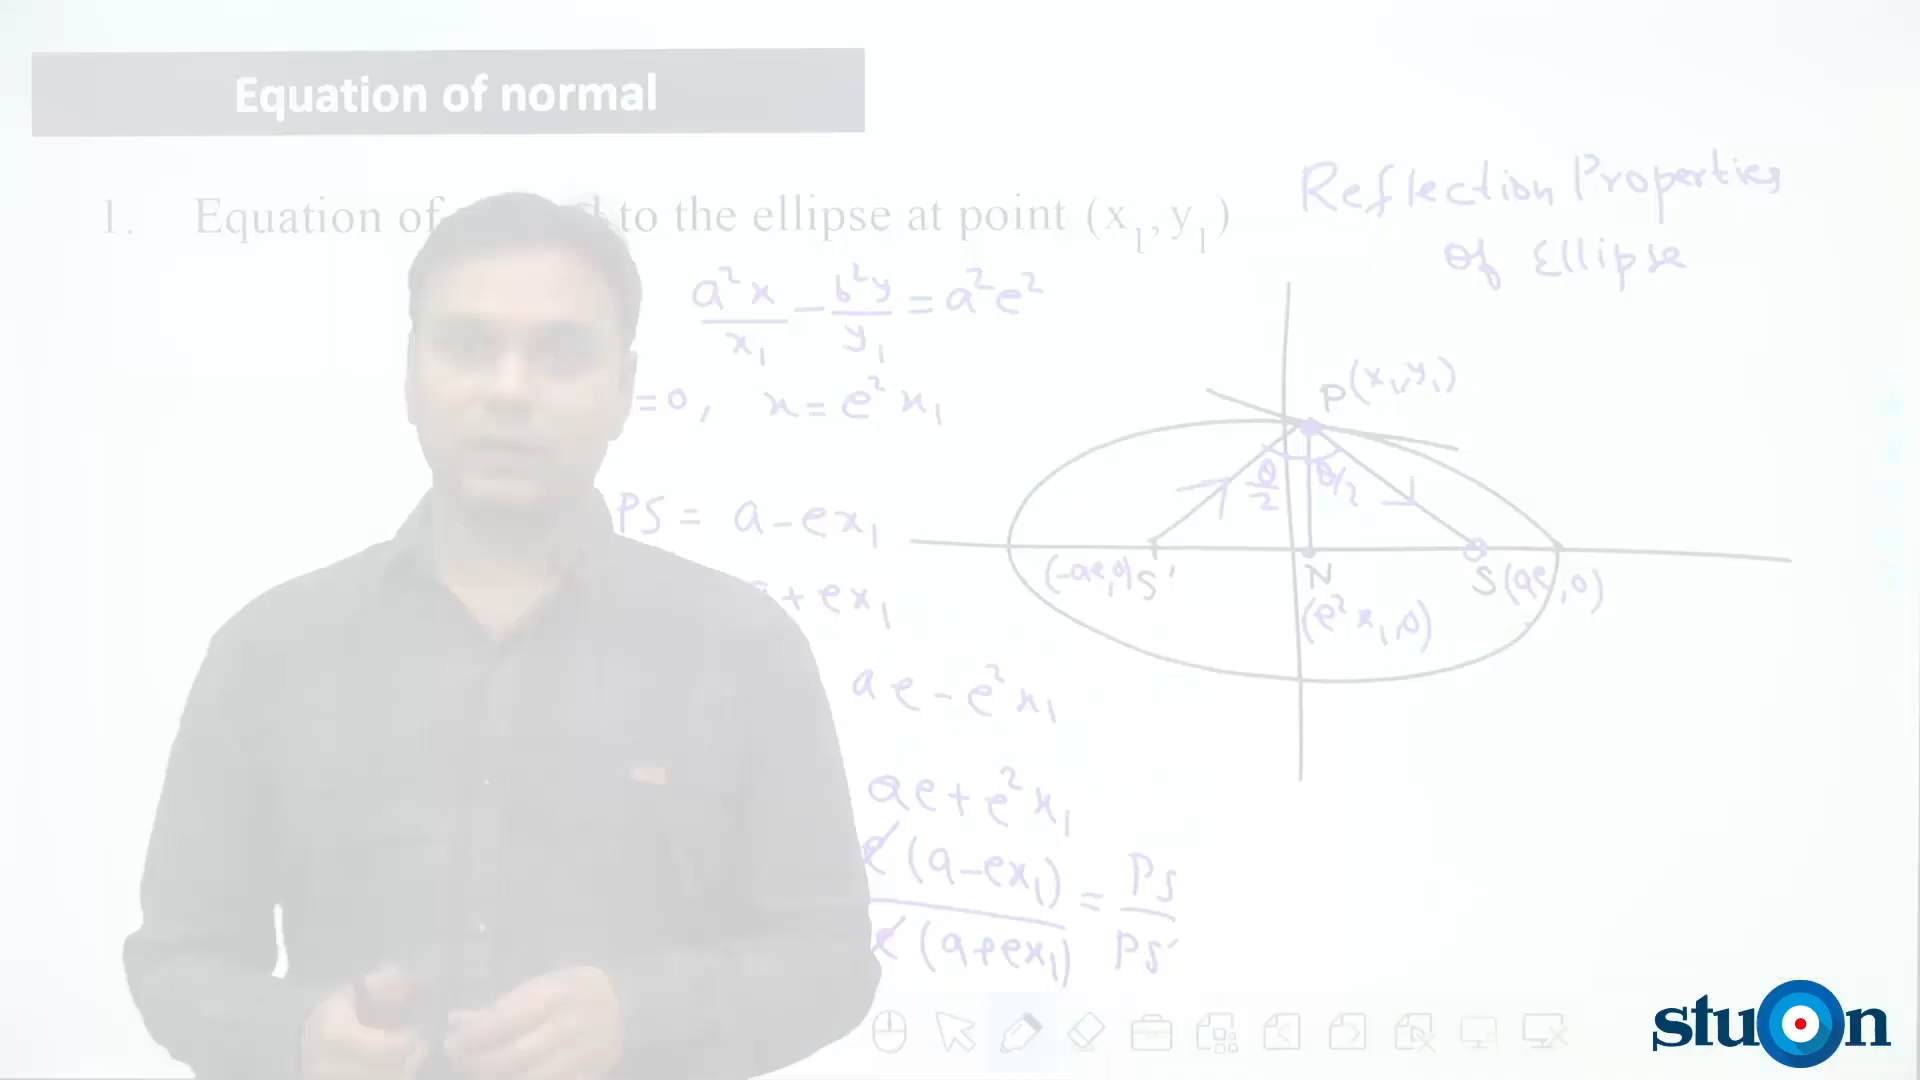 Equation of normal
1. Equation of to the ellipse at point (x₁, y₁)
a²x/x₁ - b²y/y₁ = a²e²
=0, x = e²x₁
PS = a-ex₁
+ ex₁
ae - e²x₁
ae + e²x₁
e(a-ex₁)/e(a+ex₁) = PS/PS'
Reflection Properties
of Ellipse
P(x₁,y₁)
θ/2 θ/2
(-ae,0) S' N S(ae,0)
(e²x₁,0)
stuon